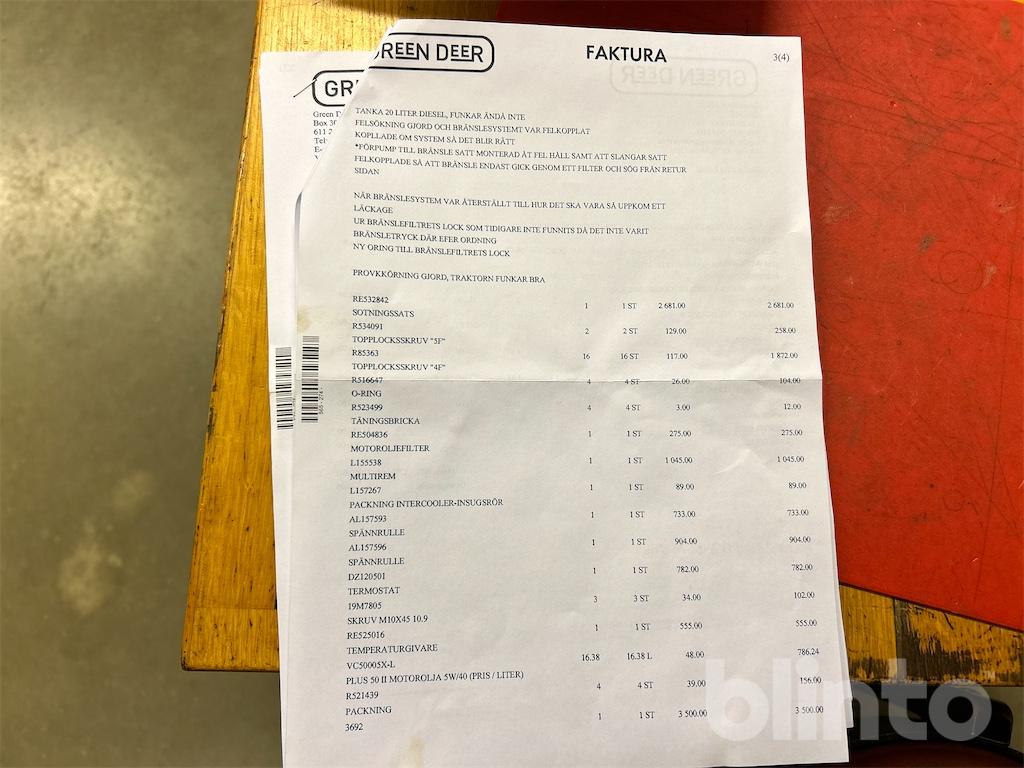 GREEN DEER
FAKTURA
3(4)
GR
Green D
Box 30
611 2
TANKA 20 LITER DIESEL, FUNKAR ÄNDÅ INTE
FELSÖKNING GJORD OCH BRÄNSLESYSTEMT VAR FELKOPPLAT
KOPLLADE OM SYSTEM SÅ DET BLIR RÄTT
*FÖRPUMP TILL BRÄNSLE SATT MONTERAD ÅT FEL HÅLL SAMT ATT SLANGAR SATT
FELKOPPLADE SÅ ATT BRÄNSLE ENDAST GICK GENOM ETT FILTER OCH SÖG FRÅN RETUR
SIDAN
NÄR BRÄNSLESYSTEM VAR ÅTERSTÄLLT TILL HUR DET SKA VARA SÅ UPPKOM ETT
LÄCKAGE
UR BRÄNSLEFILTRETS LOCK SOM TIDIGARE INTE FUNNITS DÅ DET INTE VARIT
BRÄNSLETRYCK DÄR EFER ORDNING
NY ORING TILL BRÄNSLEFILTRETS LOCK
PROVKKÖRNING GJORD, TRAKTORN FUNKAR BRA
RE532842 1 1 ST 2 681.00 2 681.00
SOTNINGSSATS
R534091 2 2 ST 129.00 258.00
TOPPLOCKSSKRUV "5F"
R85363 16 16 ST 117.00 1 872.00
TOPPLOCKSSKRUV "4F"
R516647 4 4 ST 26.00 104.00
O-RING
R523499 4 4 ST 3.00 12.00
TÄNINGSBRICKA
RE504836 1 1 ST 275.00 275.00
MOTOROLJEFILTER
L155538 1 1 ST 1 045.00 1 045.00
MULTIREM
L157267 1 1 ST 89.00 89.00
PACKNING INTERCOOLER-INSUGSRÖR
AL157593 1 1 ST 733.00 733.00
SPÄNNRULLE
AL157596 1 1 ST 904.00 904.00
SPÄNNRULLE
DZ120501 1 1 ST 782.00 782.00
TERMOSTAT
19M7805 3 3 ST 34.00 102.00
SKRUV M10X45 10.9
RE525016 1 1 ST 555.00 555.00
TEMPERATURGIVARE
VC50005X-L 16.38 16.38 L 48.00 786.24
PLUS 50 II MOTOROLJA 5W/40 (PRIS / LITER)
R521439 4 4 ST 39.00 156.00
PACKNING
3692 1 1 ST 3 500.00 3 500.00
blinto